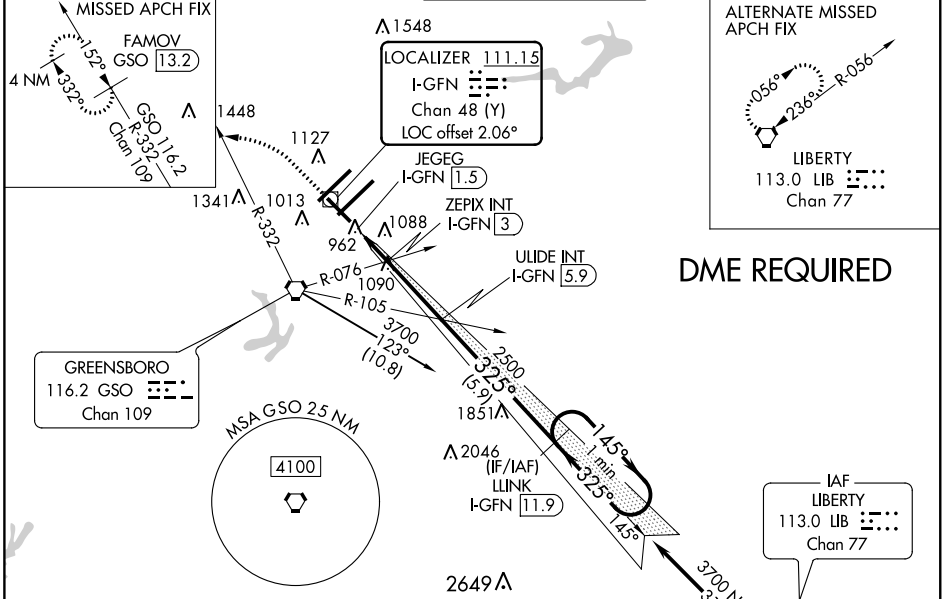 MISSED APCH FIX
FAMOV
GSO 13.2
4 NM
152°
332°
GSO 116.2
R-332
Chan 109
1548
LOCALIZER 111.15
I-GFN
Chan 48 (Y)
LOC offset 2.06°
ALTERNATE MISSED
APCH FIX
R-056
056°
236°
LIBERTY
113.0 LIB
Chan 77
1448
1127
1341
1013
JEGEG
I-GFN 1.5
ZEPIX INT
I-GFN 3
962
1088
R-332
ULIDE INT
I-GFN 5.9
DME REQUIRED
R-076
1090
R-105
3700
123°
(10.8)
GREENSBORO
116.2 GSO
Chan 109
2500
325°
(5.9)
1851
MSA GSO 25 NM
4100
2046
145°
1 min
325°
145°
(IF/IAF)
LLINK
I-GFN 11.9
IAF
LIBERTY
113.0 LIB
Chan 77
2649